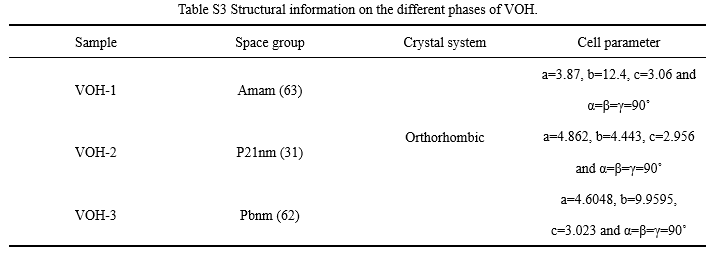 Table S3 Structural information on the different phases of VOH.
Sample Space group Crystal system Cell parameter
VOH-1 Amam (63) a=3.87, b=12.4, c=3.06 and
α=β=γ=90˚
VOH-2 P21nm (31) Orthorhombic a=4.862, b=4.443, c=2.956
and α=β=γ=90˚
VOH-3 Pbnm (62) a=4.6048, b=9.9595,
c=3.023 and α=β=γ=90˚